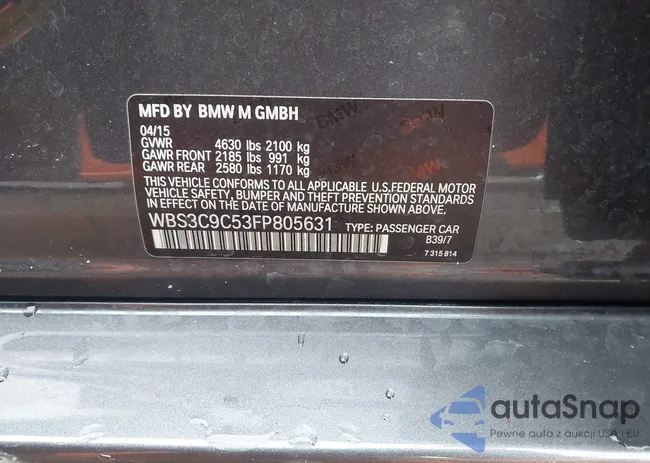 MFD BY BMW M GMBH
04/15
GVWR 4630 lbs 2100 kg
GAWR FRONT 2185 lbs 991 kg
GAWR REAR 2580 lbs 1170 kg
THIS VEHICLE CONFORMS TO ALL APPLICABLE U.S.FEDERAL MOTOR
VEHICLE SAFETY, BUMPER, AND THEFT PREVENTION STANDARDS
IN EFFECT ON THE DATE OF MANUFACTURE SHOWN ABOVE.
WBS3C9C53FP805631 TYPE: PASSENGER CAR
B39/7
7 315 814
autaSnap
Pewne auta z aukcji USA i EU